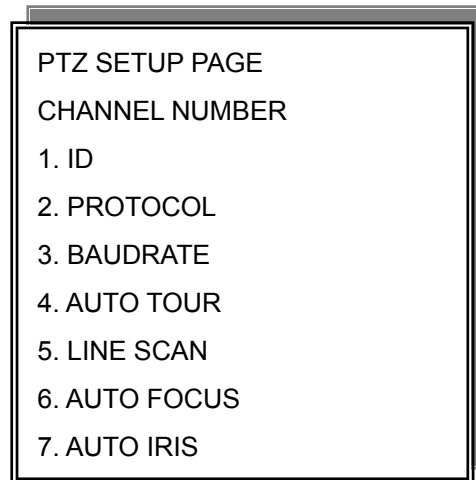 PTZ SETUP PAGE
CHANNEL NUMBER
1. ID
2. PROTOCOL
3. BAUDRATE
4. AUTO TOUR
5. LINE SCAN
6. AUTO FOCUS
7. AUTO IRIS